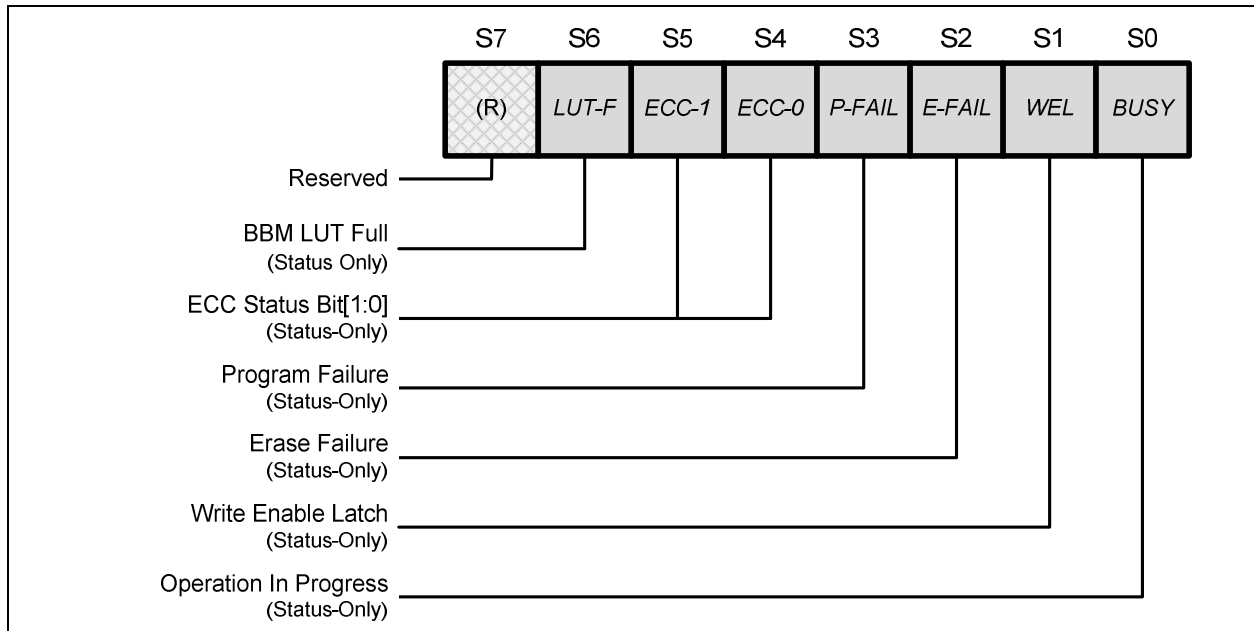 S7 S6 S5 S4 S3 S2 S1 S0
(R) LUT-F ECC-1 ECC-0 P-FAIL E-FAIL WEL BUSY
Reserved
BBM LUT Full
(Status Only)
ECC Status Bit[1:0]
(Status-Only)
Program Failure
(Status-Only)
Erase Failure
(Status-Only)
Write Enable Latch
(Status-Only)
Operation In Progress
(Status-Only)